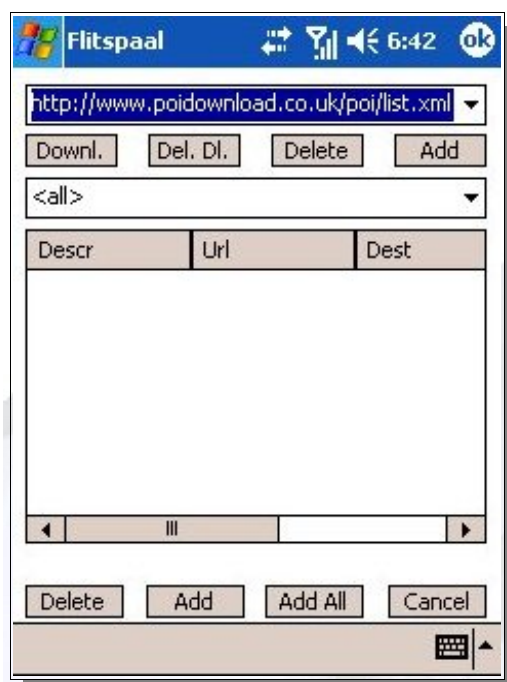 Flitspaal 6:42 ok
http://www.poidownload.co.uk/poi/list.xml
Downl. Del. Dl. Delete Add
<all>
Descr Url Dest
Delete Add Add All Cancel